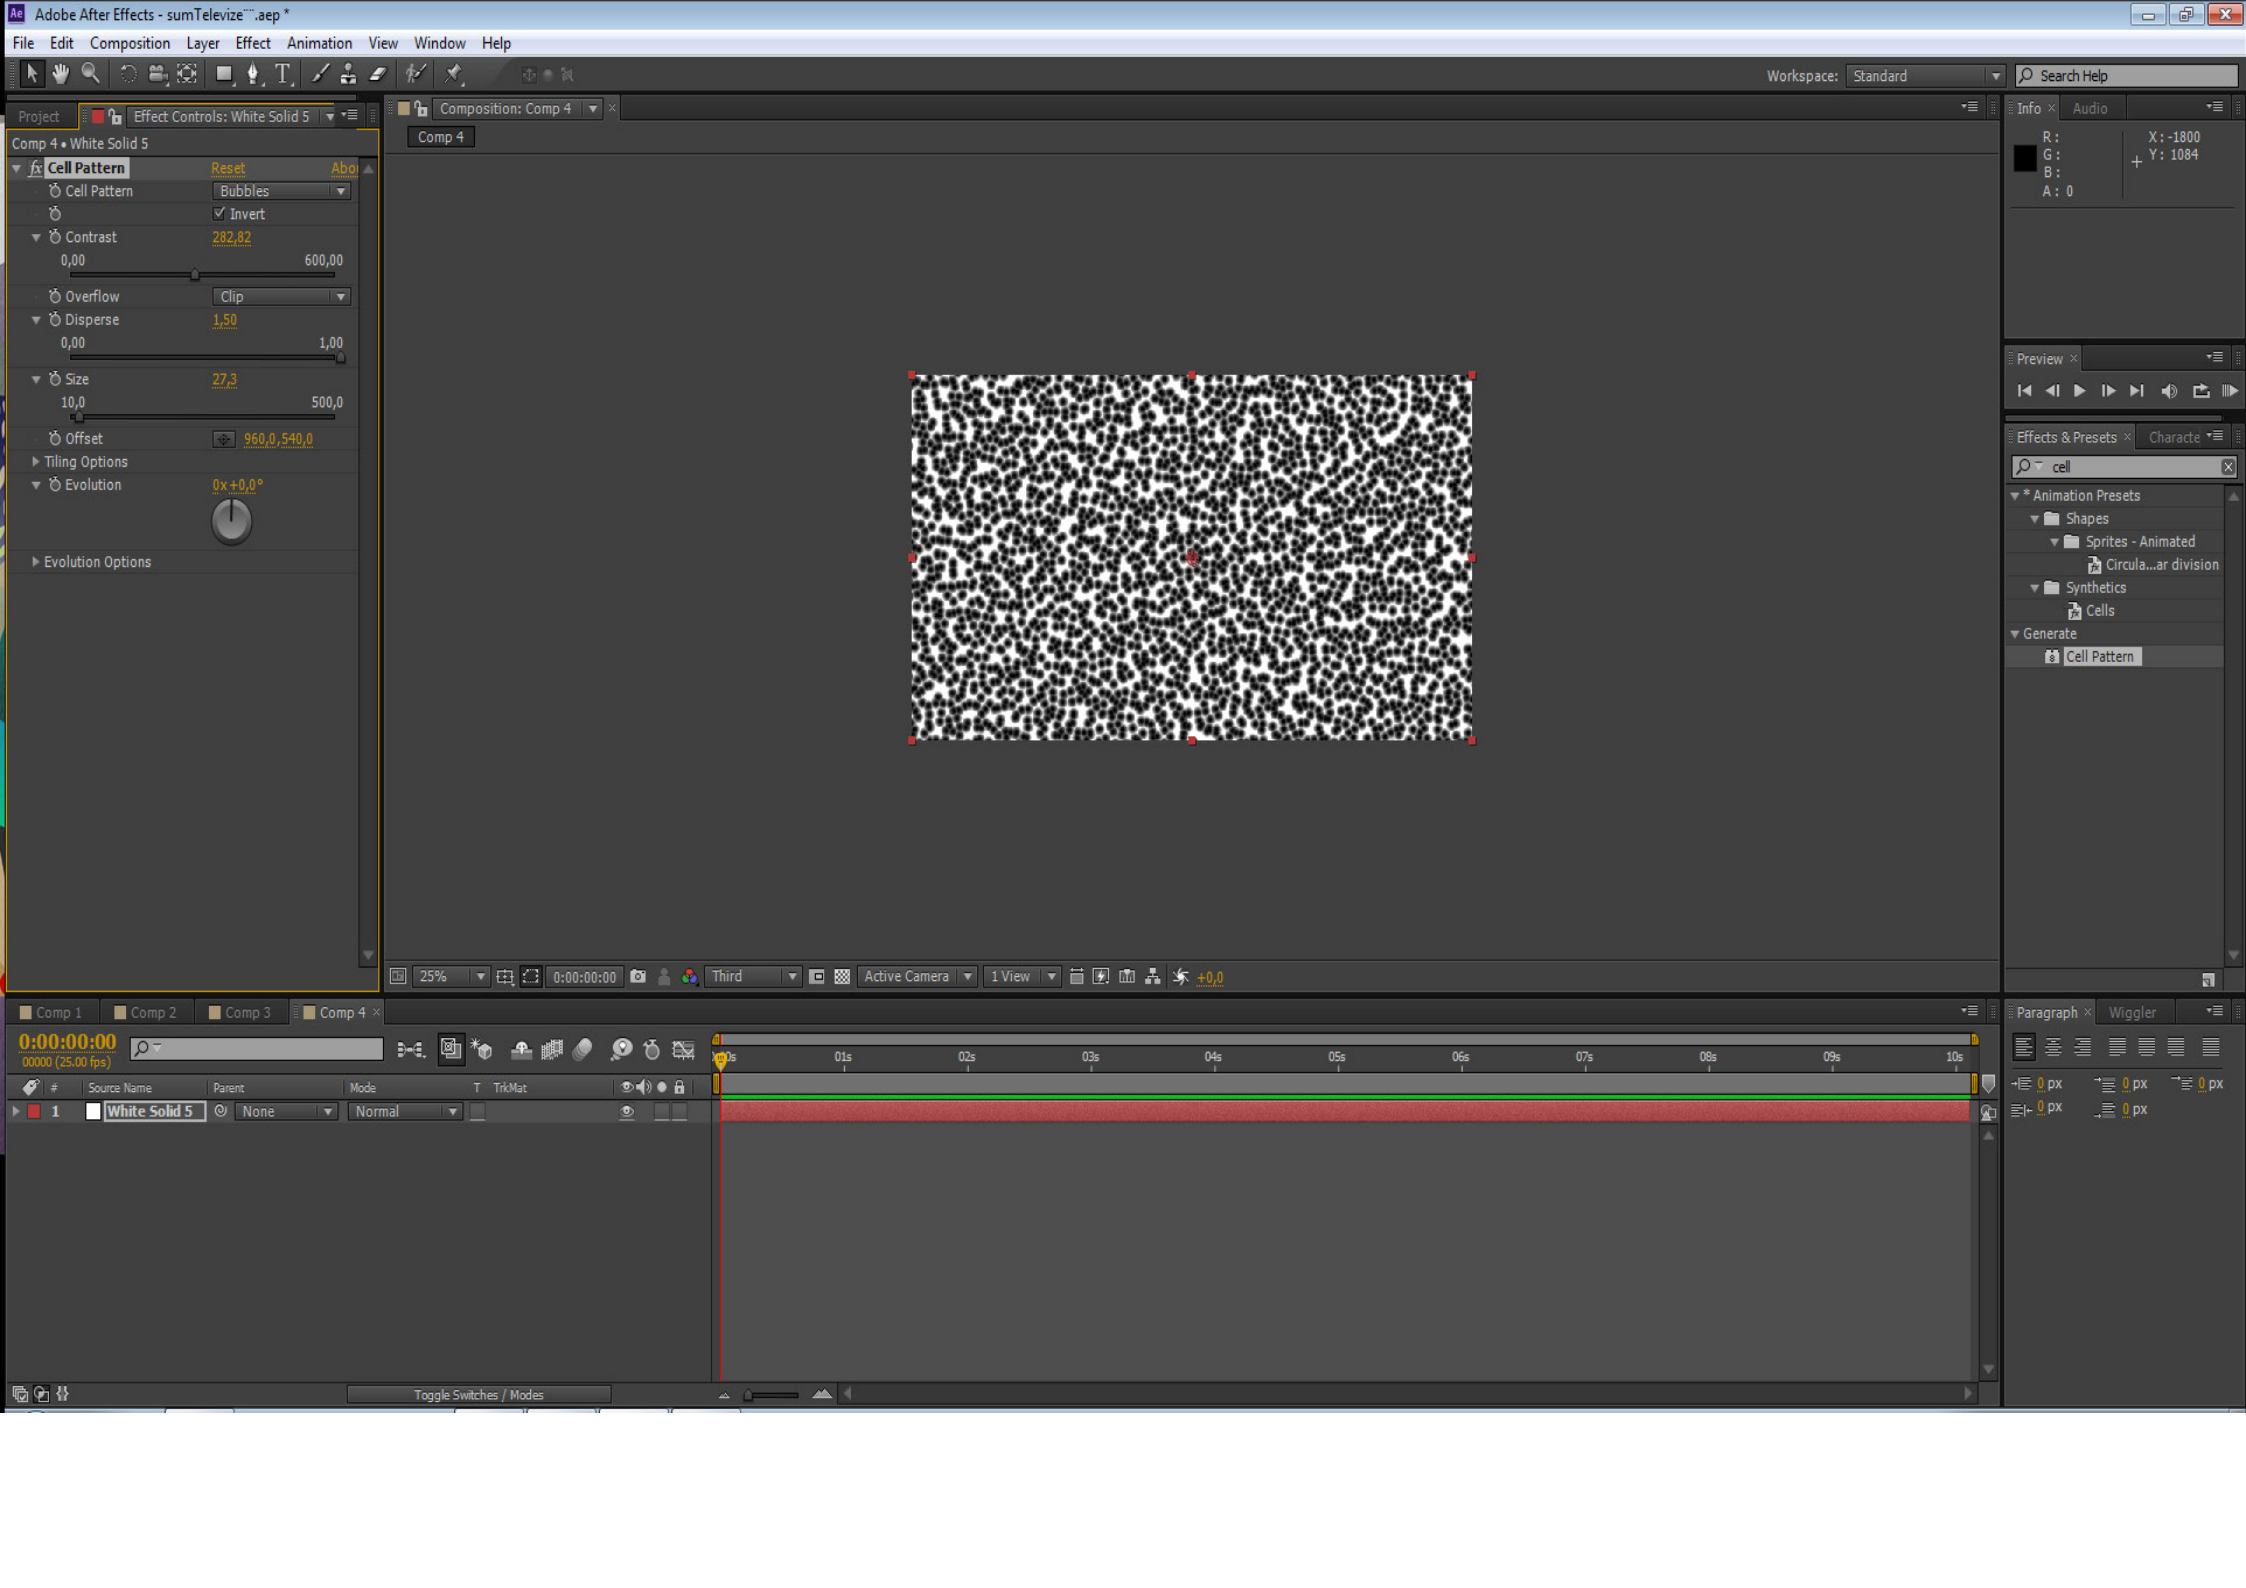 Ae Adobe After Effects - sumTelevize¨¨.aep *
File Edit Composition Layer Effect Animation View Window Help
Workspace: Standard Search Help
Project Effect Controls: White Solid 5
Comp 4 • White Solid 5
fx Cell Pattern Reset Abo
Cell Pattern Bubbles
Invert
Contrast 282,82
0,00 600,00
Overflow Clip
Disperse 1,50
0,00 1,00
Size 27,3
10,0 500,0
Offset 960,0,540,0
Tiling Options
Evolution 0x+0,0°
Evolution Options
Composition: Comp 4 ×
Comp 4
25% 0:00:00:00 Third Active Camera 1 View +0,0
Info × Audio
R: X:-1800
G: + Y: 1084
B:
A: 0
Preview ×
Effects & Presets × Characte
cell
* Animation Presets
Shapes
Sprites - Animated
Circula...ar division
Synthetics
Cells
Generate
Cell Pattern
Comp 1 Comp 2 Comp 3 Comp 4 ×
0:00:00:00
00000 (25.00 fps)
01s 02s 03s 04s 05s 06s 07s 08s 09s 10s
# Source Name Parent Mode T TrkMat
1 White Solid 5 None Normal
Toggle Switches / Modes
Paragraph × Wiggler
0 px 0 px 0 px
0 px 0 px